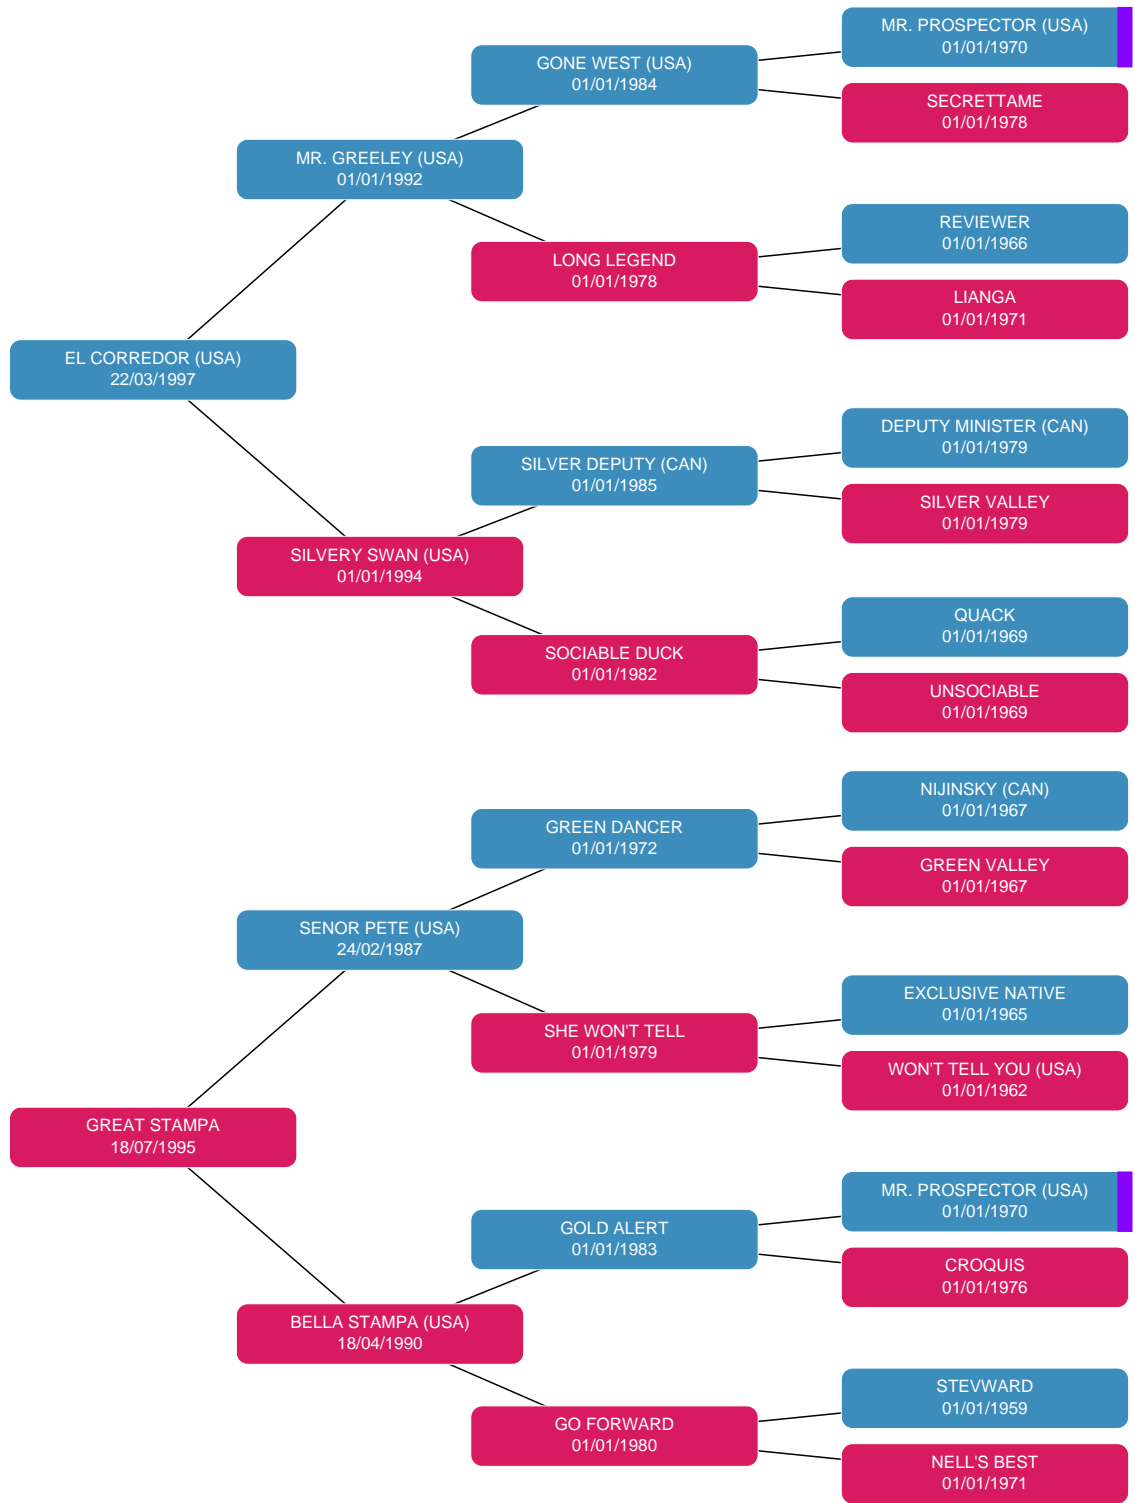 MR. PROSPECTOR (USA)
01/01/1970
GONE WEST (USA)
01/01/1984
SECRETTAME
01/01/1978
MR. GREELEY (USA)
01/01/1992
REVIEWER
01/01/1966
LONG LEGEND
01/01/1978
LIANGA
01/01/1971
EL CORREDOR (USA)
22/03/1997
DEPUTY MINISTER (CAN)
01/01/1979
SILVER DEPUTY (CAN)
01/01/1985
SILVER VALLEY
01/01/1979
SILVERY SWAN (USA)
01/01/1994
QUACK
01/01/1969
SOCIABLE DUCK
01/01/1982
UNSOCIABLE
01/01/1969
NIJINSKY (CAN)
01/01/1967
GREEN DANCER
01/01/1972
GREEN VALLEY
01/01/1967
SENOR PETE (USA)
24/02/1987
EXCLUSIVE NATIVE
01/01/1965
SHE WON'T TELL
01/01/1979
WON'T TELL YOU (USA)
01/01/1962
GREAT STAMPA
18/07/1995
MR. PROSPECTOR (USA)
01/01/1970
GOLD ALERT
01/01/1983
CROQUIS
01/01/1976
BELLA STAMPA (USA)
18/04/1990
STEVWARD
01/01/1959
GO FORWARD
01/01/1980
NELL'S BEST
01/01/1971